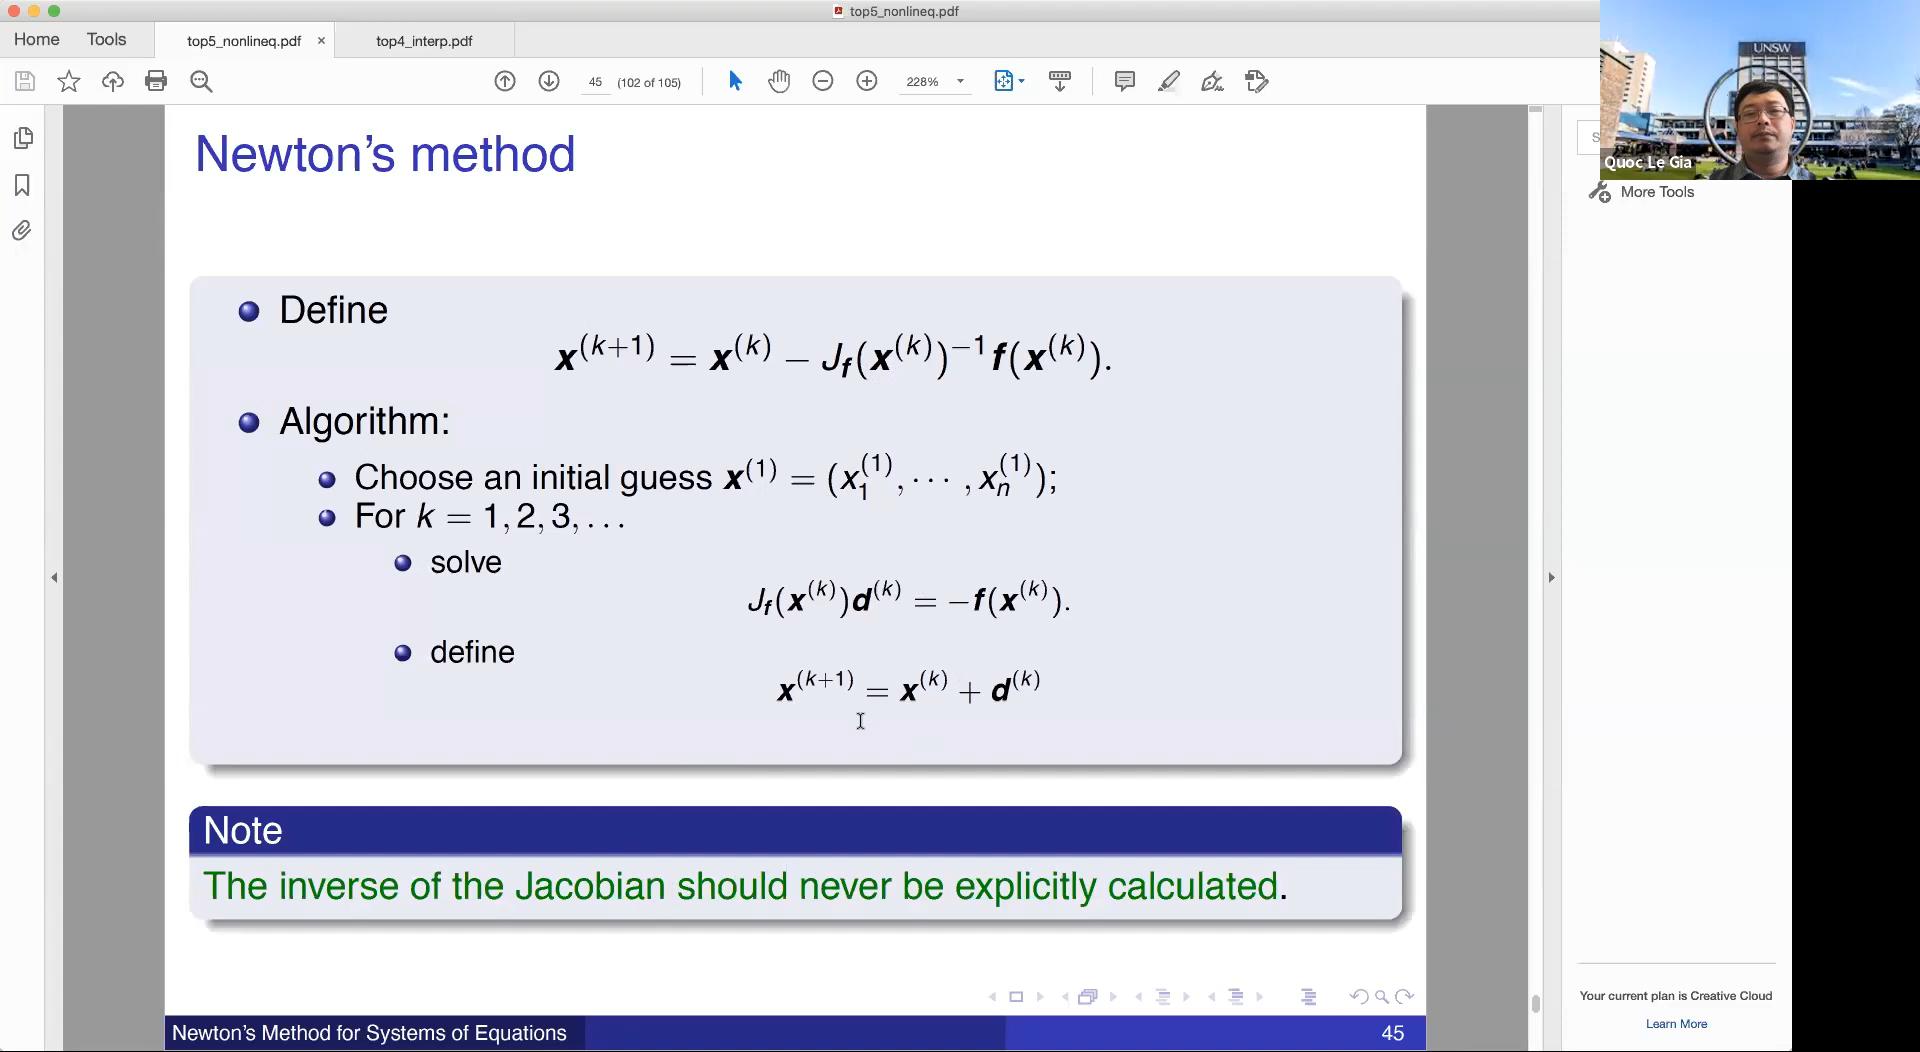 top5_nonlineq.pdf
Home Tools top5_nonlineq.pdf × top4_interp.pdf
45 (102 of 105) 228%
UNSW
Quoc Le Gia
S
More Tools
Newton's method
Define
x^(k+1) = x^(k) − J_f(x^(k))^−1 f(x^(k)).
Algorithm:
Choose an initial guess x^(1) = (x_1^(1), ⋯ , x_n^(1));
For k = 1, 2, 3, . . .
solve
J_f(x^(k))d^(k) = −f(x^(k)).
define
x^(k+1) = x^(k) + d^(k)
Note
The inverse of the Jacobian should never be explicitly calculated.
Your current plan is Creative Cloud
Learn More
Newton's Method for Systems of Equations 45